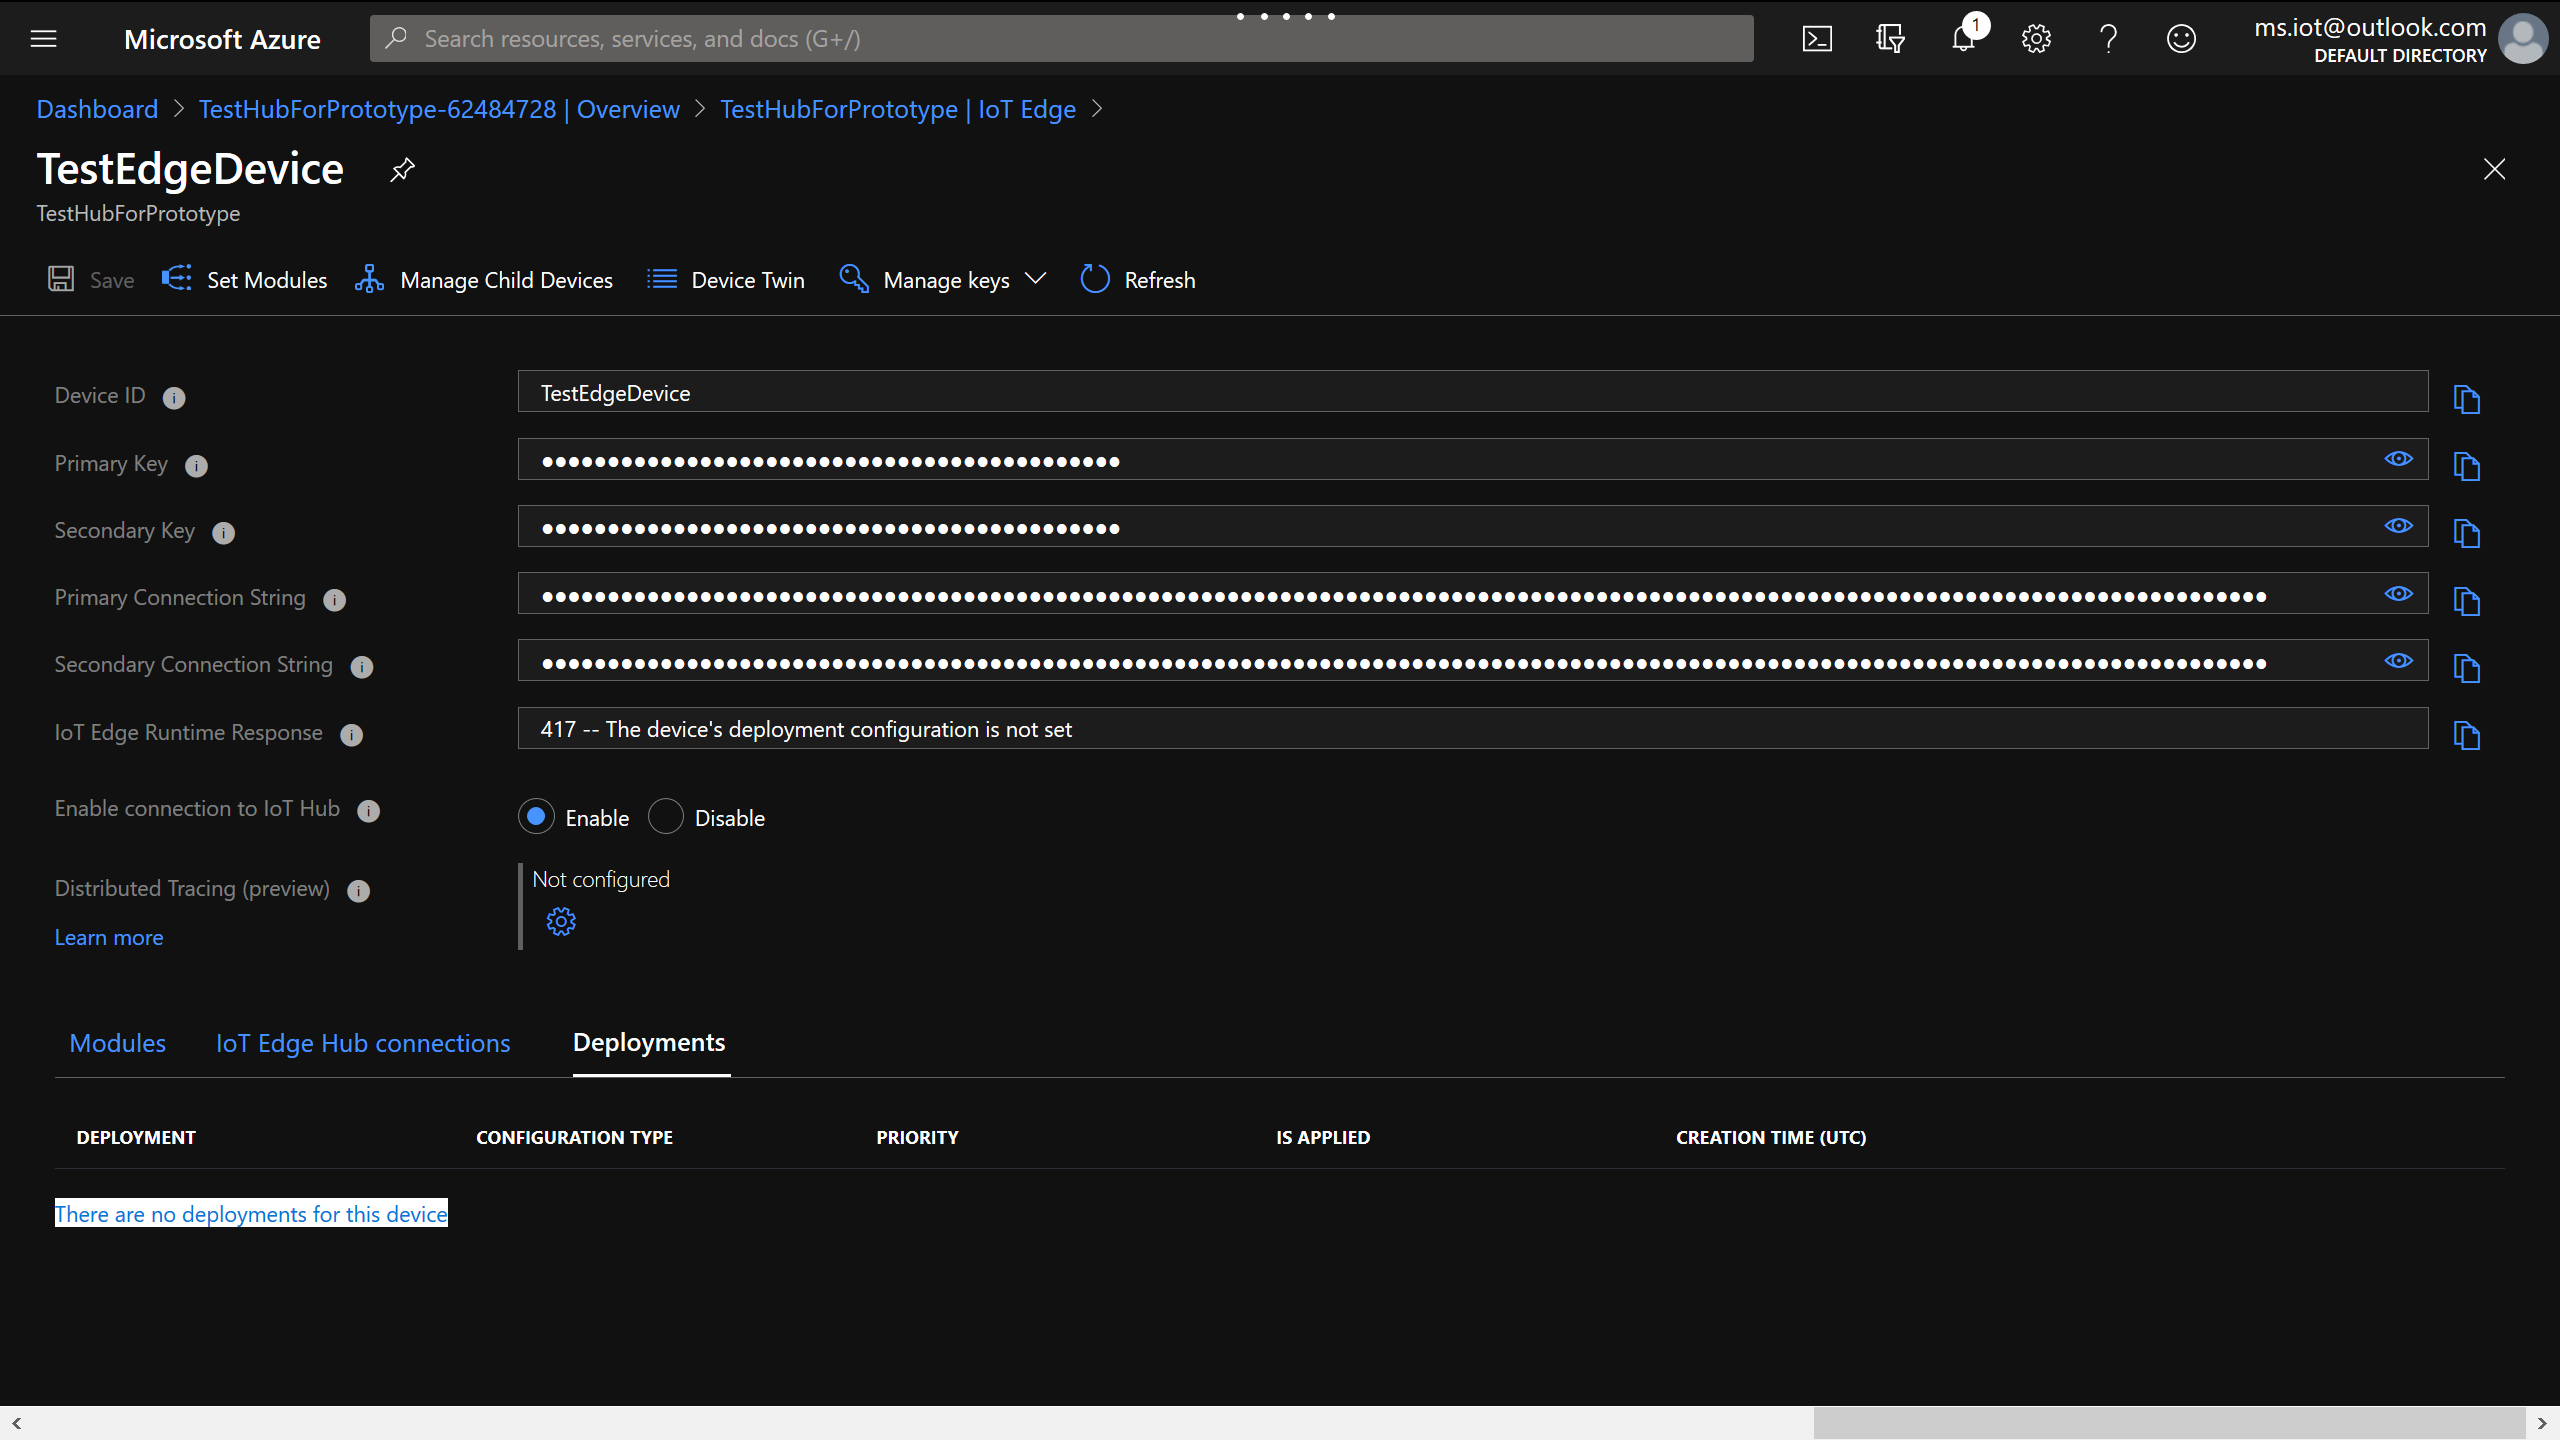 Microsoft Azure
Search resources, services, and docs (G+/)
1
ms.iot@outlook.com
DEFAULT DIRECTORY
Dashboard > TestHubForPrototype-62484728 | Overview > TestHubForPrototype | IoT Edge >
TestEdgeDevice
TestHubForPrototype
Save Set Modules Manage Child Devices Device Twin Manage keys Refresh
Device ID TestEdgeDevice
Primary Key
Secondary Key
Primary Connection String
Secondary Connection String
IoT Edge Runtime Response 417 -- The device's deployment configuration is not set
Enable connection to IoT Hub Enable Disable
Distributed Tracing (preview) Not configured
Learn more
Modules IoT Edge Hub connections Deployments
DEPLOYMENT CONFIGURATION TYPE PRIORITY IS APPLIED CREATION TIME (UTC)
There are no deployments for this device